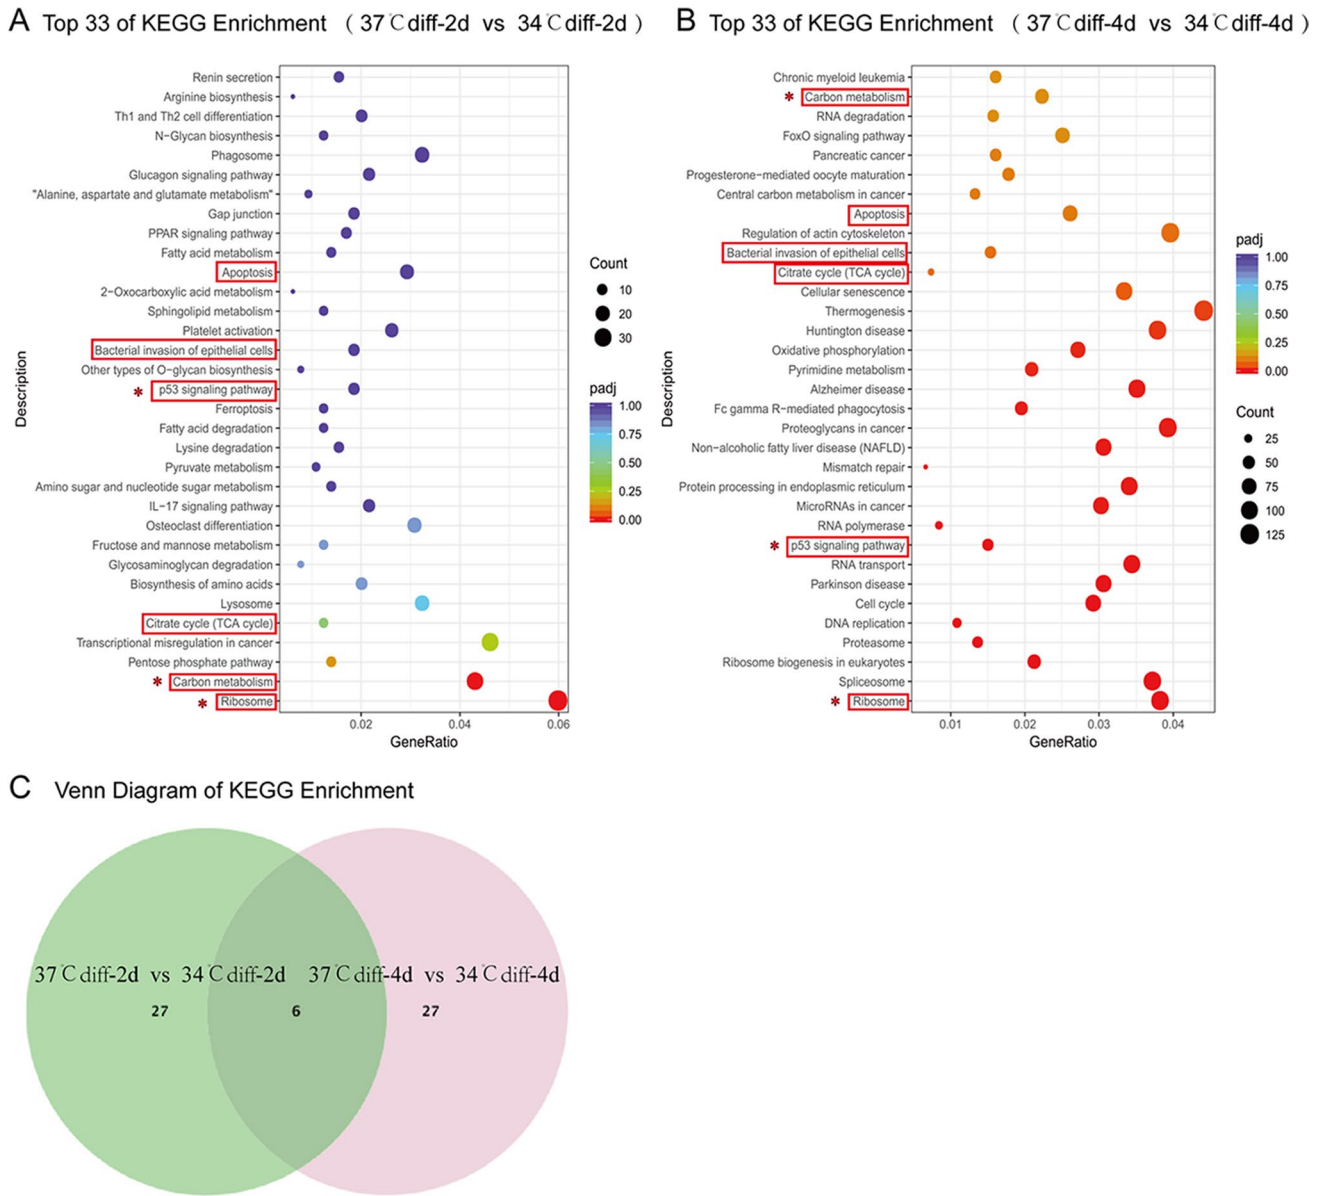 A Top 33 of KEGG Enrichment ( 37℃diff-2d vs 34℃diff-2d )
Renin secretion
Arginine biosynthesis
Th1 and Th2 cell differentiation
N-Glycan biosynthesis
Phagosome
Glucagon signaling pathway
"Alanine, aspartate and glutamate metabolism"
Gap junction
PPAR signaling pathway
Fatty acid metabolism
Apoptosis
2-Oxocarboxylic acid metabolism
Sphingolipid metabolism
Platelet activation
Bacterial invasion of epithelial cells
Other types of O-glycan biosynthesis
* p53 signaling pathway
Ferroptosis
Fatty acid degradation
Lysine degradation
Pyruvate metabolism
Amino sugar and nucleotide sugar metabolism
IL-17 signaling pathway
Osteoclast differentiation
Fructose and mannose metabolism
Glycosaminoglycan degradation
Biosynthesis of amino acids
Lysosome
Citrate cycle (TCA cycle)
Transcriptional misregulation in cancer
Pentose phosphate pathway
* Carbon metabolism
* Ribosome
Description
0.02 0.04 0.06
GeneRatio
Count
10
20
30
padj
1.00
0.75
0.50
0.25
0.00
B Top 33 of KEGG Enrichment ( 37℃diff-4d vs 34℃diff-4d )
Chronic myeloid leukemia
* Carbon metabolism
RNA degradation
FoxO signaling pathway
Pancreatic cancer
Progesterone-mediated oocyte maturation
Central carbon metabolism in cancer
Apoptosis
Regulation of actin cytoskeleton
Bacterial invasion of epithelial cells
Citrate cycle (TCA cycle)
Cellular senescence
Thermogenesis
Huntington disease
Oxidative phosphorylation
Pyrimidine metabolism
Alzheimer disease
Fc gamma R-mediated phagocytosis
Proteoglycans in cancer
Non-alcoholic fatty liver disease (NAFLD)
Mismatch repair
Protein processing in endoplasmic reticulum
MicroRNAs in cancer
RNA polymerase
* p53 signaling pathway
RNA transport
Parkinson disease
Cell cycle
DNA replication
Proteasome
Ribosome biogenesis in eukaryotes
Spliceosome
* Ribosome
Description
0.01 0.02 0.03 0.04
GeneRatio
padj
1.00
0.75
0.50
0.25
0.00
Count
25
50
75
100
125
C Venn Diagram of KEGG Enrichment
37℃diff-2d vs 34℃diff-2d 37℃diff-4d vs 34℃diff-4d
27 6 27